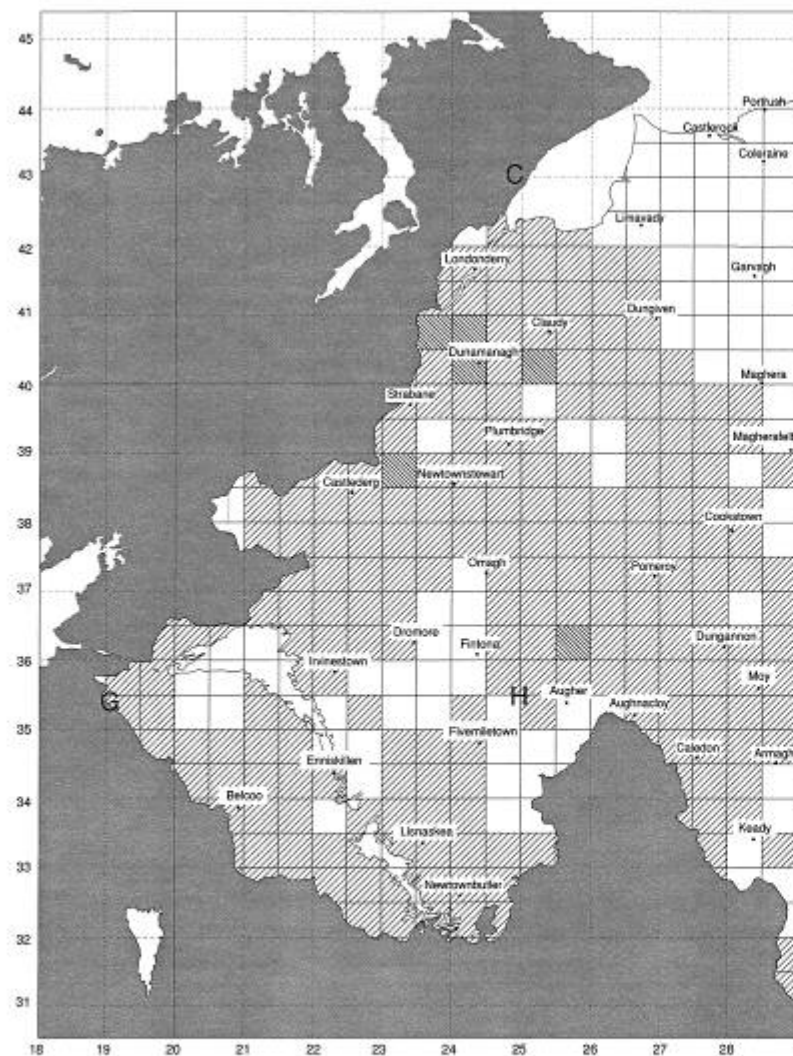 45
44
Portrush
Castlerock
Coleraine
43
C
Limavady
42
Londonderry
Garvagh
41
Dungiven
Claudy
Dunamanagh
40
Maghera
Strabane
Plumbridge
Magherafelt
39
Castlederg
Newtownstewart
38
Cookstown
Omagh
Pomeroy
37
Dromore
Fintona
Dungannon
36
Irvinestown
Moy
G
H
Augher
Aughnacloy
35
Fivemiletown
Caledon
Armagh
Enniskillen
34
Belcoo
Keady
Lisnaskea
33
Newtownbutler
32
31
18 19 20 21 22 23 24 25 26 27 28